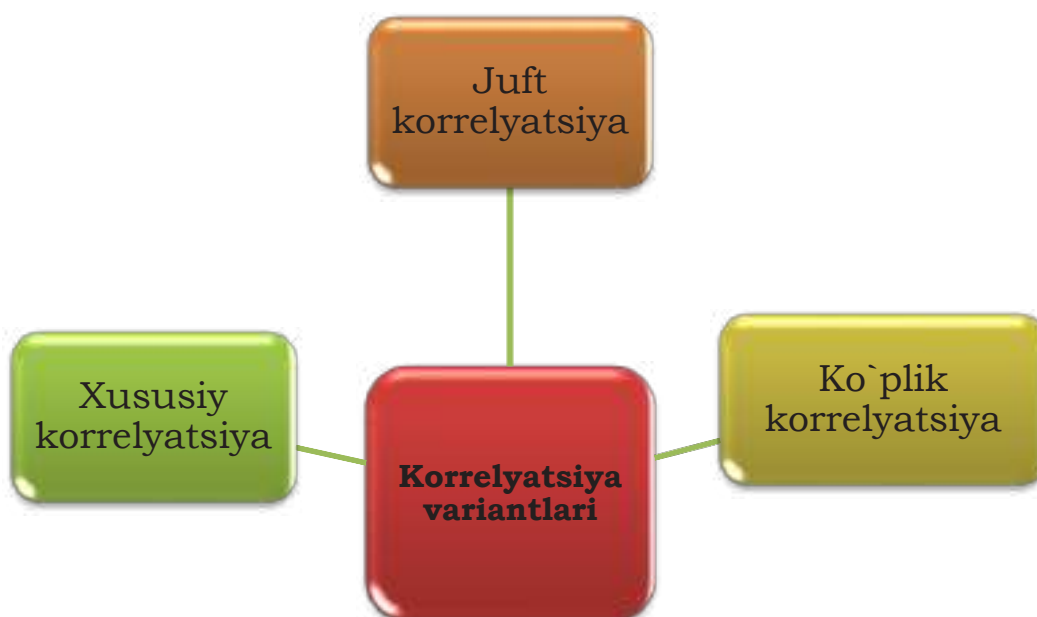 Juft
korrelyatsiya
Xususiy
korrelyatsiya
Ko`plik
korrelyatsiya
Korrelyatsiya
variantlari